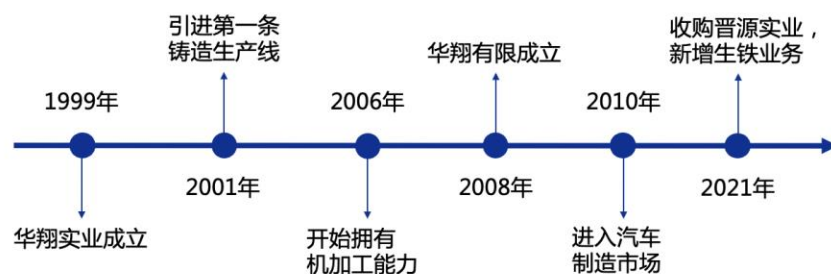 引进第一条
铸造生产线
华翔有限成立
收购晋源实业，
新增生铁业务
1999年
2006年
2010年
2001年
2008年
2021年
华翔实业成立
开始拥有
机加工能力
进入汽车
制造市场